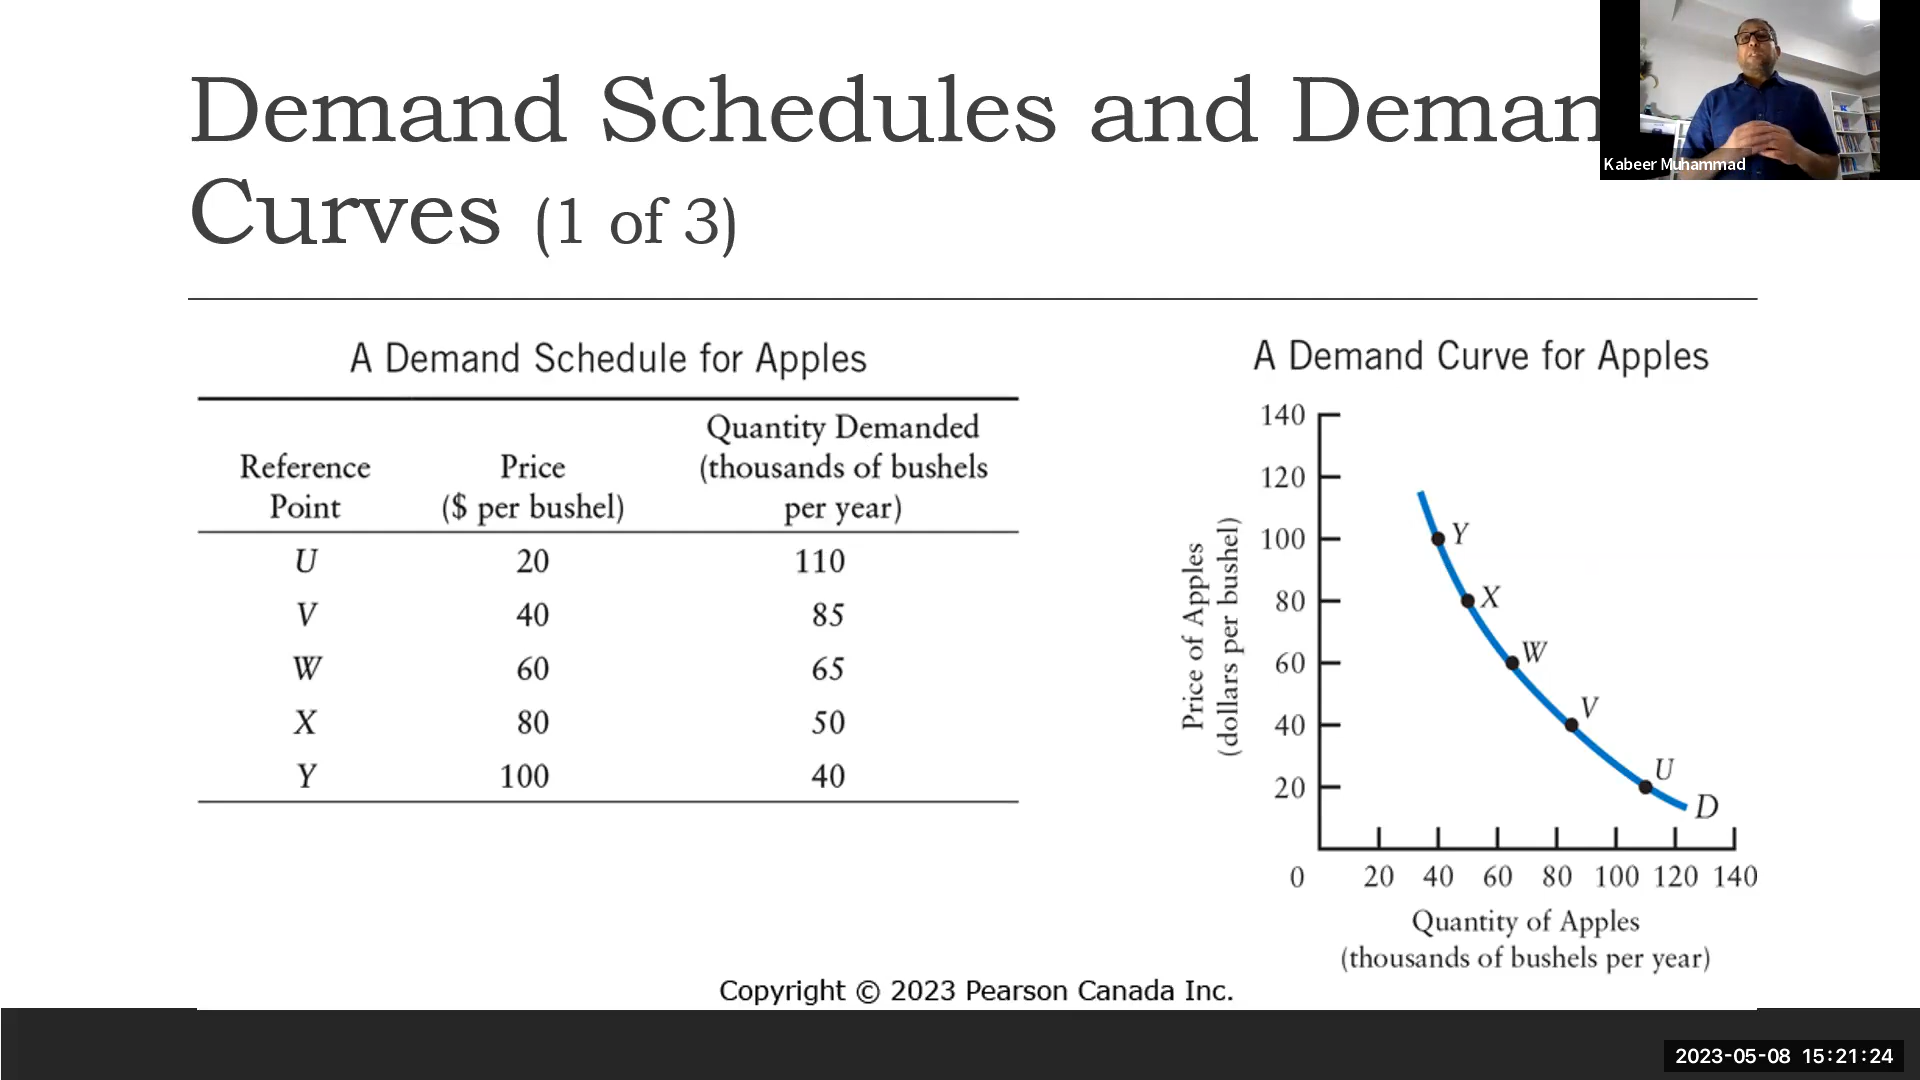 Demand Schedules and Deman
Curves (1 of 3)
Kabeer Muhammad
A Demand Schedule for Apples
Reference Point Price ($ per bushel) Quantity Demanded (thousands of bushels per year)
U 20 110
V 40 85
W 60 65
X 80 50
Y 100 40
A Demand Curve for Apples
Price of Apples
(dollars per bushel)
140
120
100
80
60
40
20
Y
X
W
V
U
D
0 20 40 60 80 100 120 140
Quantity of Apples
(thousands of bushels per year)
Copyright © 2023 Pearson Canada Inc.
2023-05-08 15:21:24